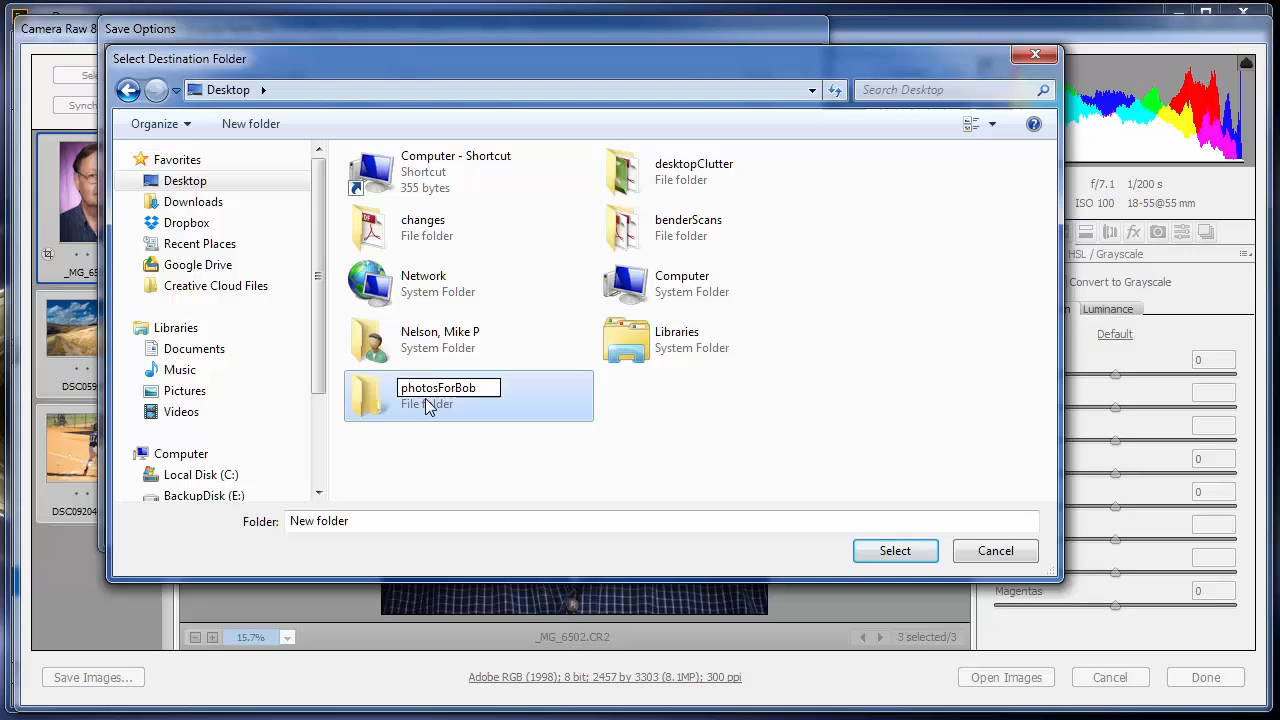 Camera Raw 8
Save Options
Select Destination Folder
Desktop
Search Desktop
Organize
New folder
Favorites
Desktop
Downloads
Dropbox
Recent Places
Google Drive
Creative Cloud Files
Libraries
Documents
Music
Pictures
Videos
Computer
Local Disk (C:)
BackupDisk (E:)
Computer - Shortcut
Shortcut
355 bytes
desktopClutter
File folder
changes
File folder
benderScans
File folder
Network
System Folder
Computer
System Folder
Nelson, Mike P
System Folder
Libraries
System Folder
photosForBob
File folder
Folder: New folder
Select
Cancel
f/7.1 1/200 s
ISO 100 18-55@55 mm
HSL / Grayscale
Convert to Grayscale
Luminance
Default
0
0
0
Magentas 0
15.7%
_MG_6502.CR2
3 selected/3
Save Images...
Adobe RGB (1998); 8 bit; 2457 by 3303 (8.1MP); 300 ppi
Open Images
Cancel
Done